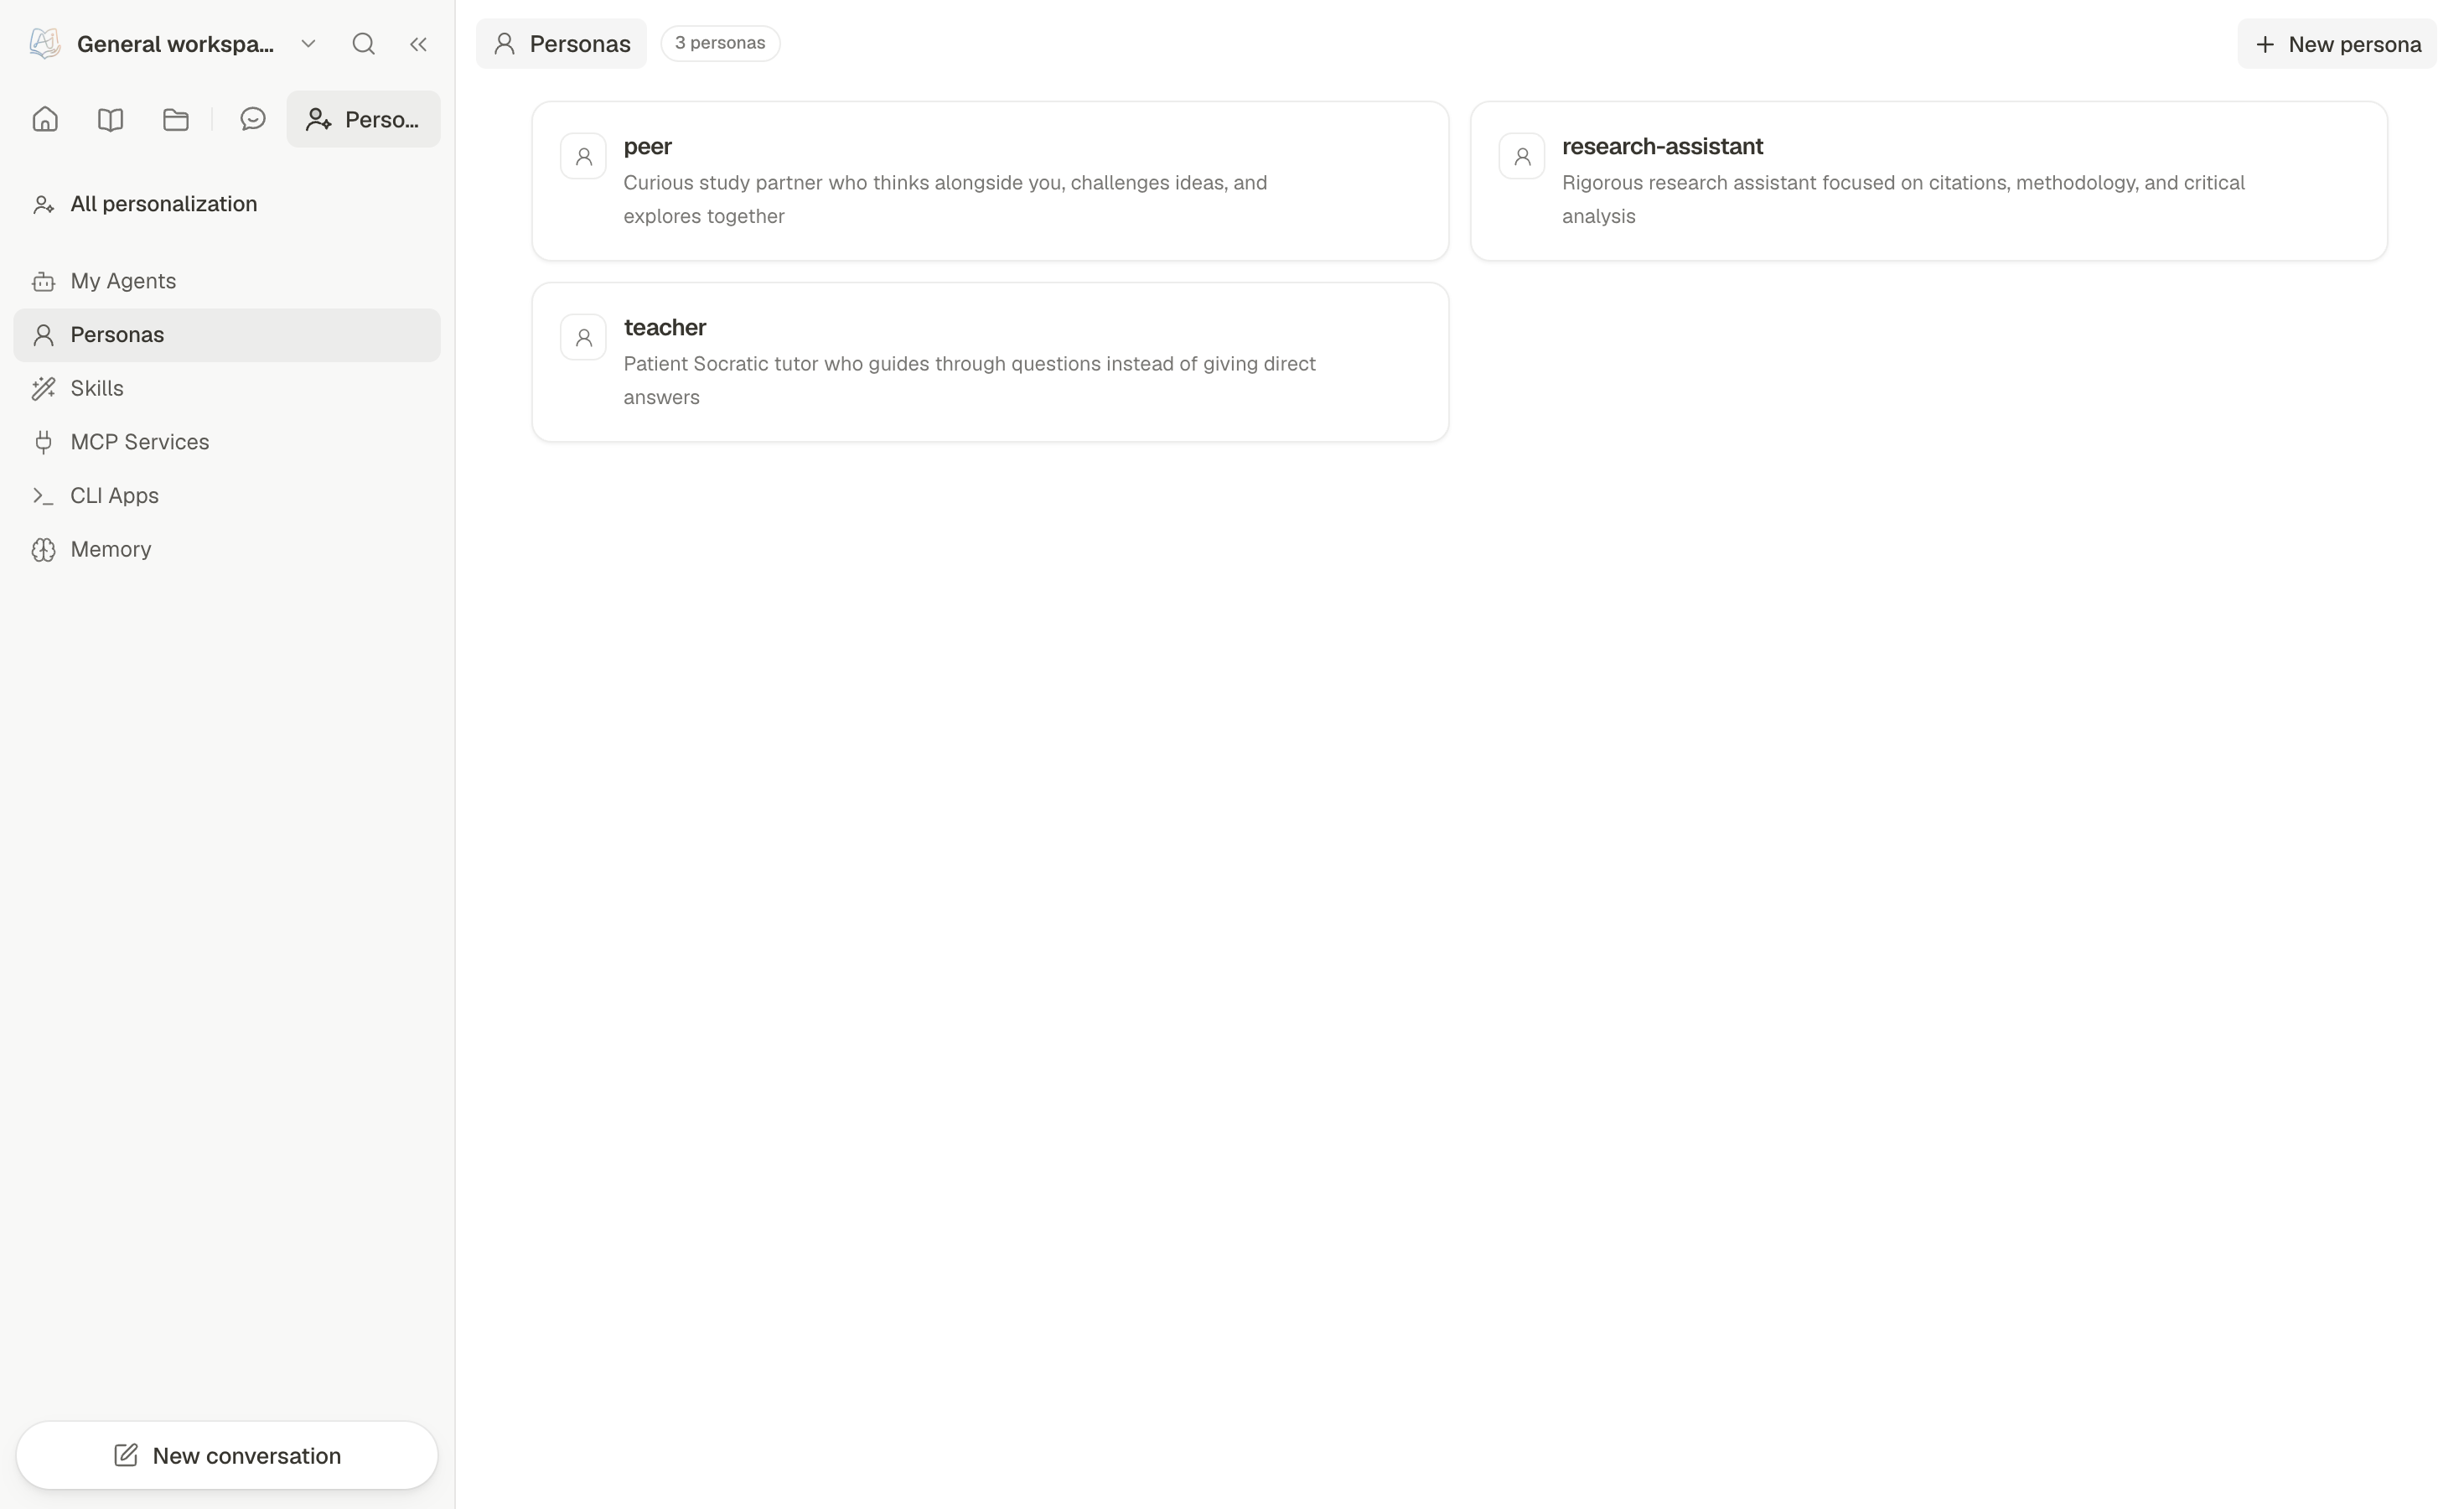 General workspa...
Perso...
All personalization
My Agents
Personas
Skills
MCP Services
CLI Apps
Memory
New conversation
Personas
3 personas
New persona
peer
Curious study partner who thinks alongside you, challenges ideas, and
explores together
research-assistant
Rigorous research assistant focused on citations, methodology, and critical
analysis
teacher
Patient Socratic tutor who guides through questions instead of giving direct
answers